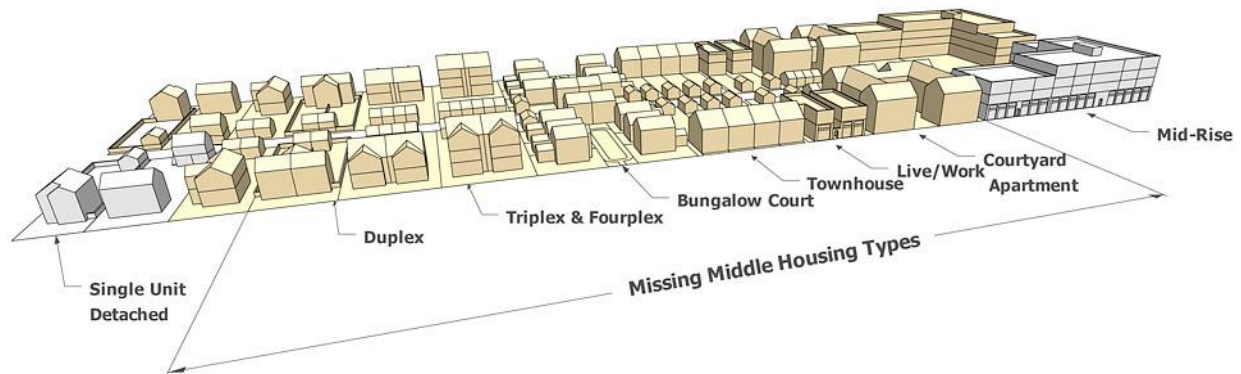 Single Unit
Detached
Duplex
Triplex & Fourplex
Bungalow Court
Townhouse
Live/Work
Courtyard
Apartment
Mid-Rise
Missing Middle Housing Types